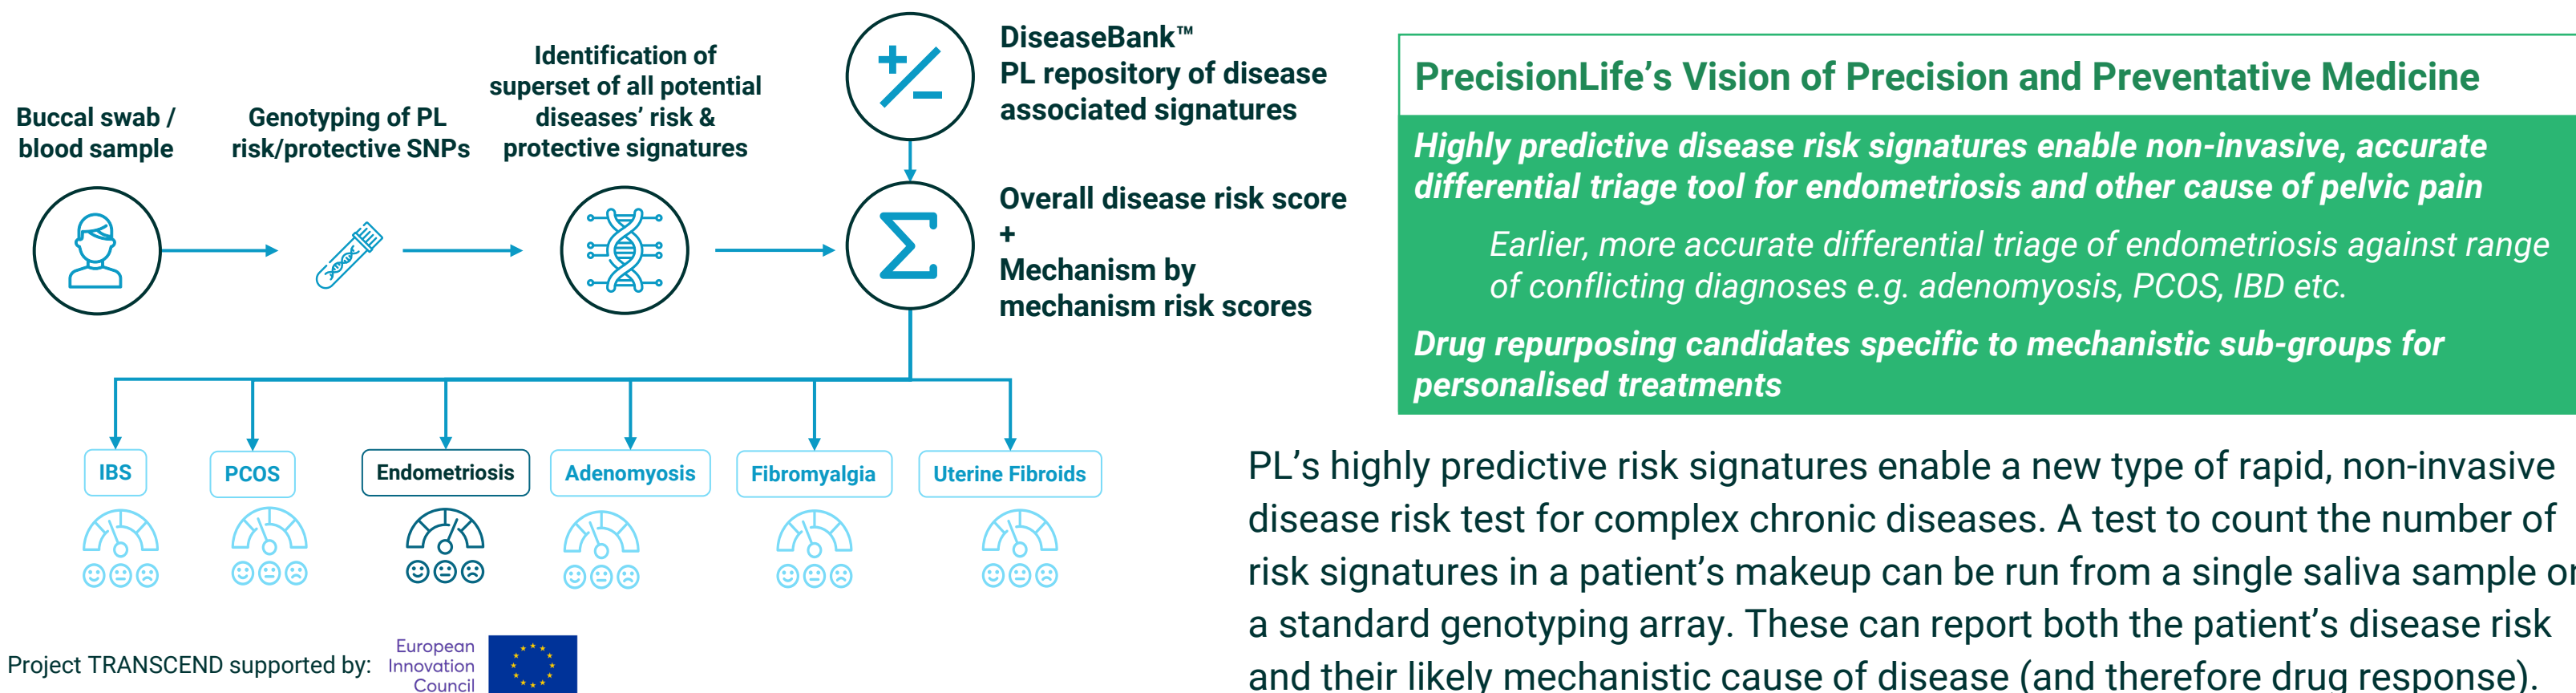 Buccal swab /
blood sample
Genotyping of PL
risk/protective SNPs
Identification of
superset of all potential
diseases' risk &
protective signatures
DiseaseBank™
PL repository of disease
associated signatures
Overall disease risk score
+
Mechanism by
mechanism risk scores
IBS
PCOS
Endometriosis
Adenomyosis
Fibromyalgia
Uterine Fibroids
Project TRANSCEND supported by:
European
Innovation
Council
PrecisionLife's Vision of Precision and Preventative Medicine
Highly predictive disease risk signatures enable non-invasive, accurate
differential triage tool for endometriosis and other cause of pelvic pain
Earlier, more accurate differential triage of endometriosis against range
of conflicting diagnoses e.g. adenomyosis, PCOS, IBD etc.
Drug repurposing candidates specific to mechanistic sub-groups for
personalised treatments
PL's highly predictive risk signatures enable a new type of rapid, non-invasive
disease risk test for complex chronic diseases. A test to count the number of
risk signatures in a patient's makeup can be run from a single saliva sample on
a standard genotyping array. These can report both the patient's disease risk
and their likely mechanistic cause of disease (and therefore drug response).